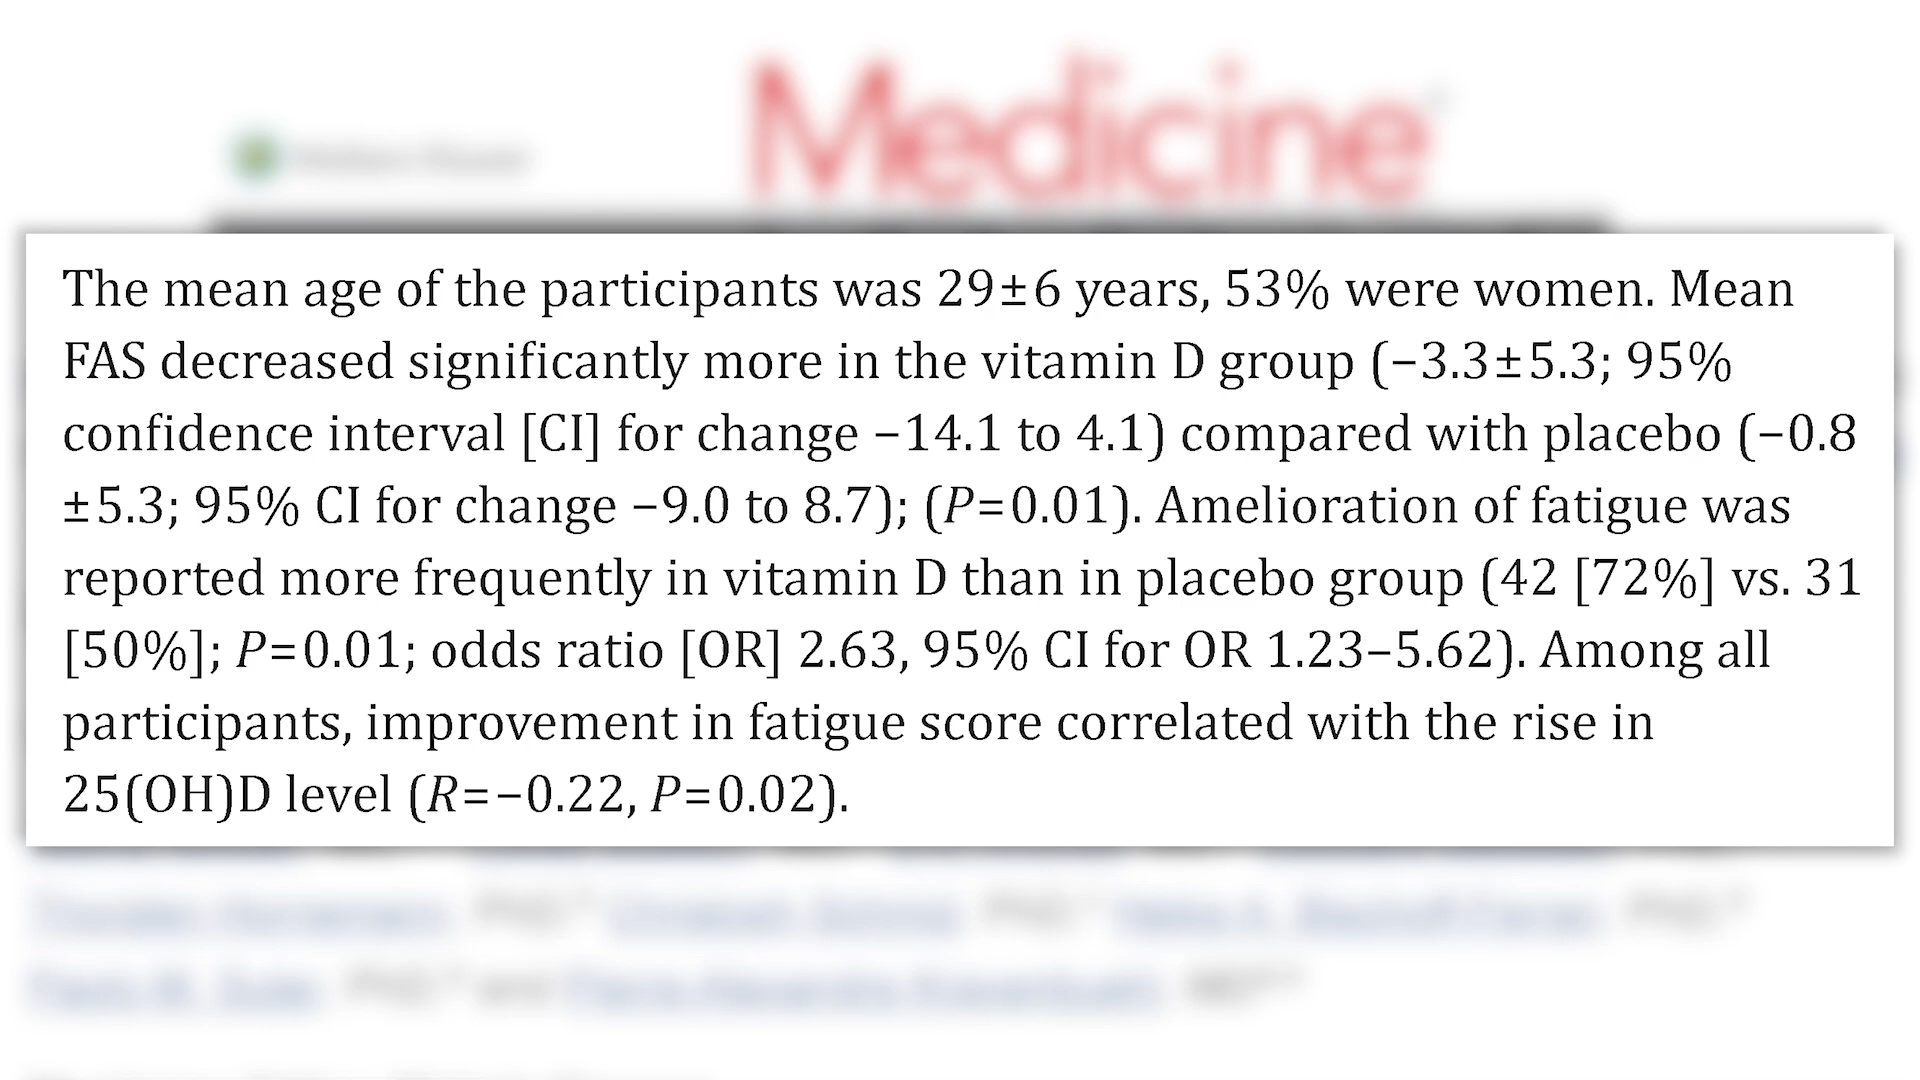 Medicine
The mean age of the participants was 29±6 years, 53% were women. Mean
FAS decreased significantly more in the vitamin D group (−3.3±5.3; 95%
confidence interval [CI] for change −14.1 to 4.1) compared with placebo (−0.8
±5.3; 95% CI for change −9.0 to 8.7); (P=0.01). Amelioration of fatigue was
reported more frequently in vitamin D than in placebo group (42 [72%] vs. 31
[50%]; P=0.01; odds ratio [OR] 2.63, 95% CI for OR 1.23–5.62). Among all
participants, improvement in fatigue score correlated with the rise in
25(OH)D level (R=−0.22, P=0.02).